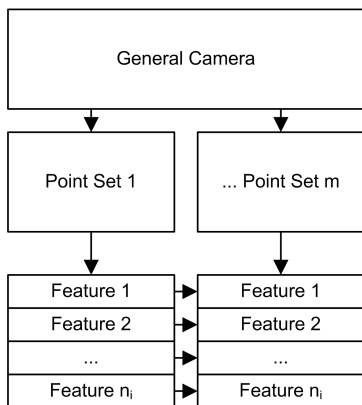 General Camera
Point Set 1
... Point Set m
Feature 1
Feature 1
Feature 2
Feature 2
...
...
Feature nᵢ
Feature nᵢ